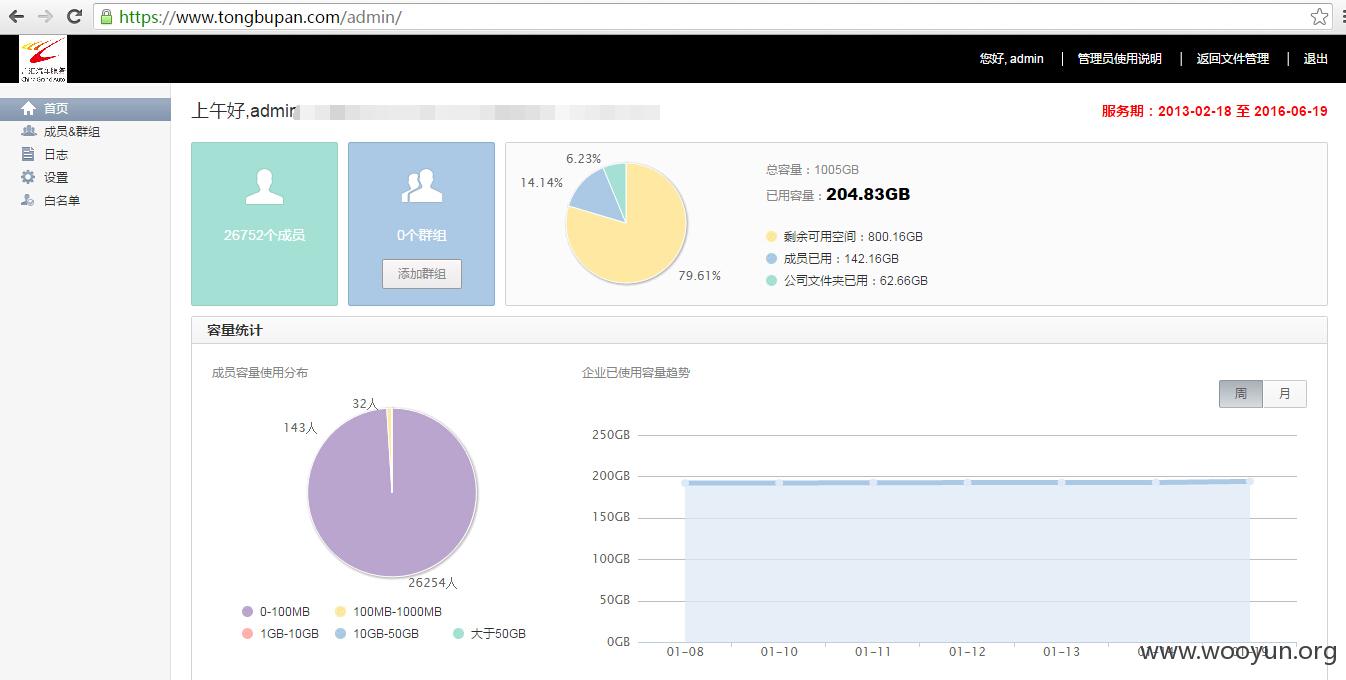 https://www.tongbupan.com/admin/
您好, admin | 管理员使用说明 | 返回文件管理 | 退出
首页
成员&群组
日志
设置
白名单
上午好,admin
服务期：2013-02-18 至 2016-06-19
26752个成员
0个群组
添加群组
6.23%
14.14%
79.61%
总容量：1005GB
已用容量：204.83GB
剩余可用空间：800.16GB
成员已用：142.16GB
公司文件夹已用：62.66GB
容量统计
成员容量使用分布
32人
143人
26254人
0-100MB 100MB-1000MB
1GB-10GB 10GB-50GB 大于50GB
企业已使用容量趋势
周 月
250GB
200GB
150GB
100GB
50GB
0GB
01-08 01-10 01-11 01-12 01-13 01-14
www.wooyun.org